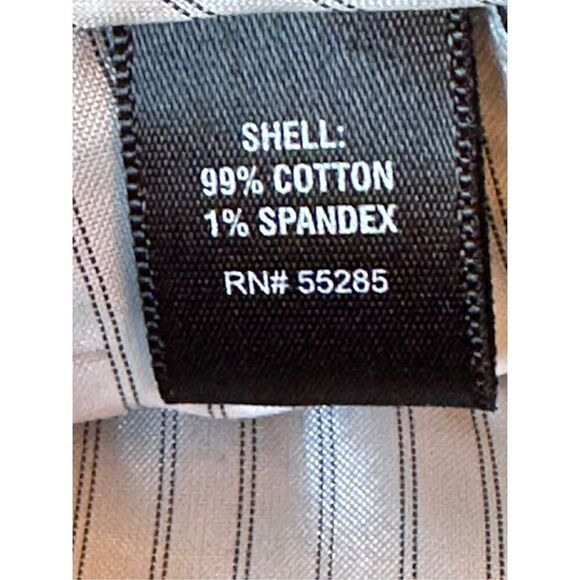 SHELL:
99% COTTON
1% SPANDEX
RN# 55285